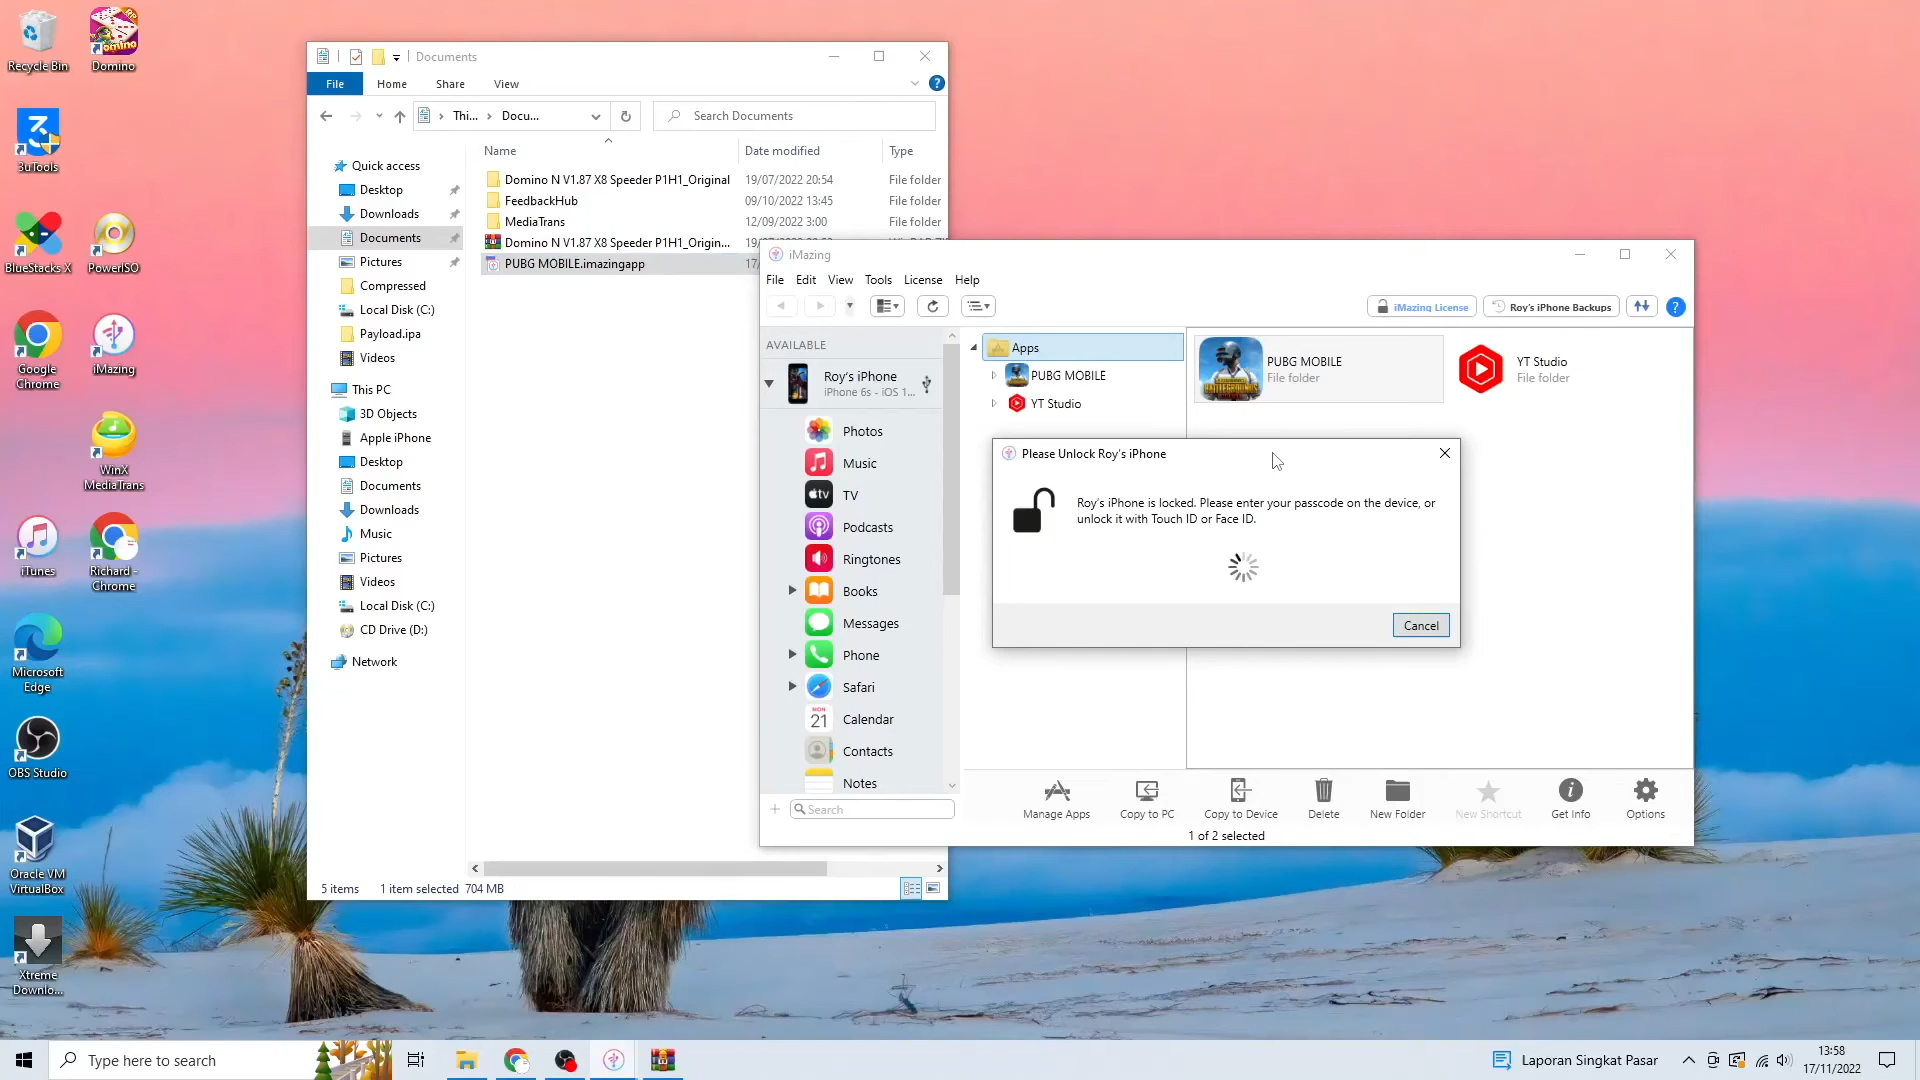 Recycle Bin
Domino
3uTools
BlueStacks X
PowerISO
Google
Chrome
iMazing
WinX
MediaTrans
iTunes
Richard -
Chrome
Microsoft
Edge
OBS Studio
Oracle VM
VirtualBox
Xtreme
Downlo...
Documents
File
Home
Share
View
Thi...
Docu...
Search Documents
Name
Date modified
Type
Quick access
Desktop
Downloads
Documents
Pictures
Compressed
Local Disk (C:)
Payload.ipa
Videos
This PC
3D Objects
Apple iPhone
Desktop
Documents
Downloads
Music
Pictures
Videos
Local Disk (C:)
CD Drive (D:)
Network
Domino N V1.87 X8 Speeder P1H1_Original 19/07/2022 20:54 File folder
FeedbackHub 09/10/2022 13:45 File folder
MediaTrans 12/09/2022 3:00 File folder
Domino N V1.87 X8 Speeder P1H1_Origin...
PUBG MOBILE.imazingapp 17/
5 items 1 item selected 704 MB
iMazing
File Edit View Tools License Help
iMazing License
Roy's iPhone Backups
AVAILABLE
Roy's iPhone
iPhone 6s - iOS 1...
Photos
Music
TV
Podcasts
Ringtones
Books
Messages
Phone
Safari
MON
21
Calendar
Contacts
Notes
Search
Apps
PUBG MOBILE
YT Studio
PUBG MOBILE
File folder
YT Studio
File folder
Please Unlock Roy's iPhone
Roy's iPhone is locked. Please enter your passcode on the device, or
unlock it with Touch ID or Face ID.
Cancel
Manage Apps
Copy to PC
Copy to Device
Delete
New Folder
New Shortcut
Get Info
Options
1 of 2 selected
Type here to search
Laporan Singkat Pasar
13:58
17/11/2022